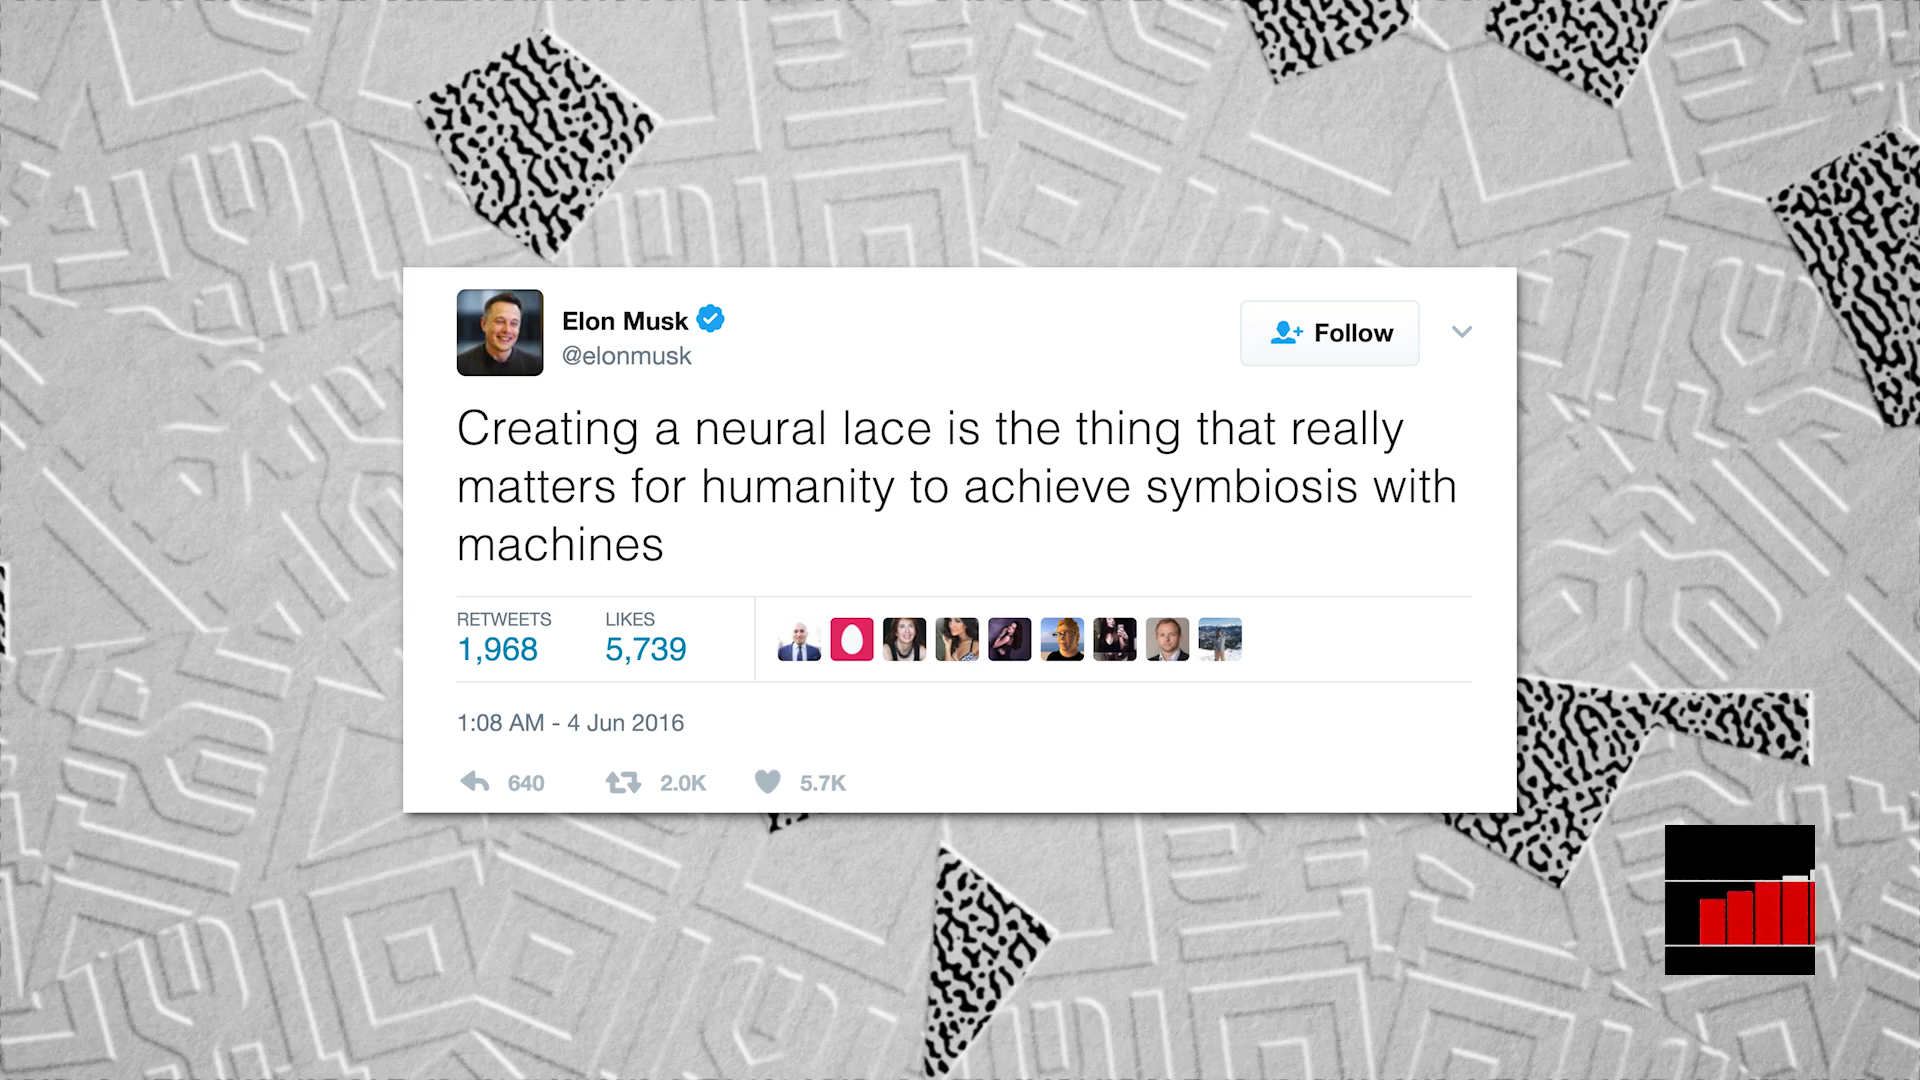 Elon Musk
@elonmusk
Follow
Creating a neural lace is the thing that really
matters for humanity to achieve symbiosis with
machines
RETWEETS LIKES
1,968 5,739
1:08 AM - 4 Jun 2016
640 2.0K 5.7K